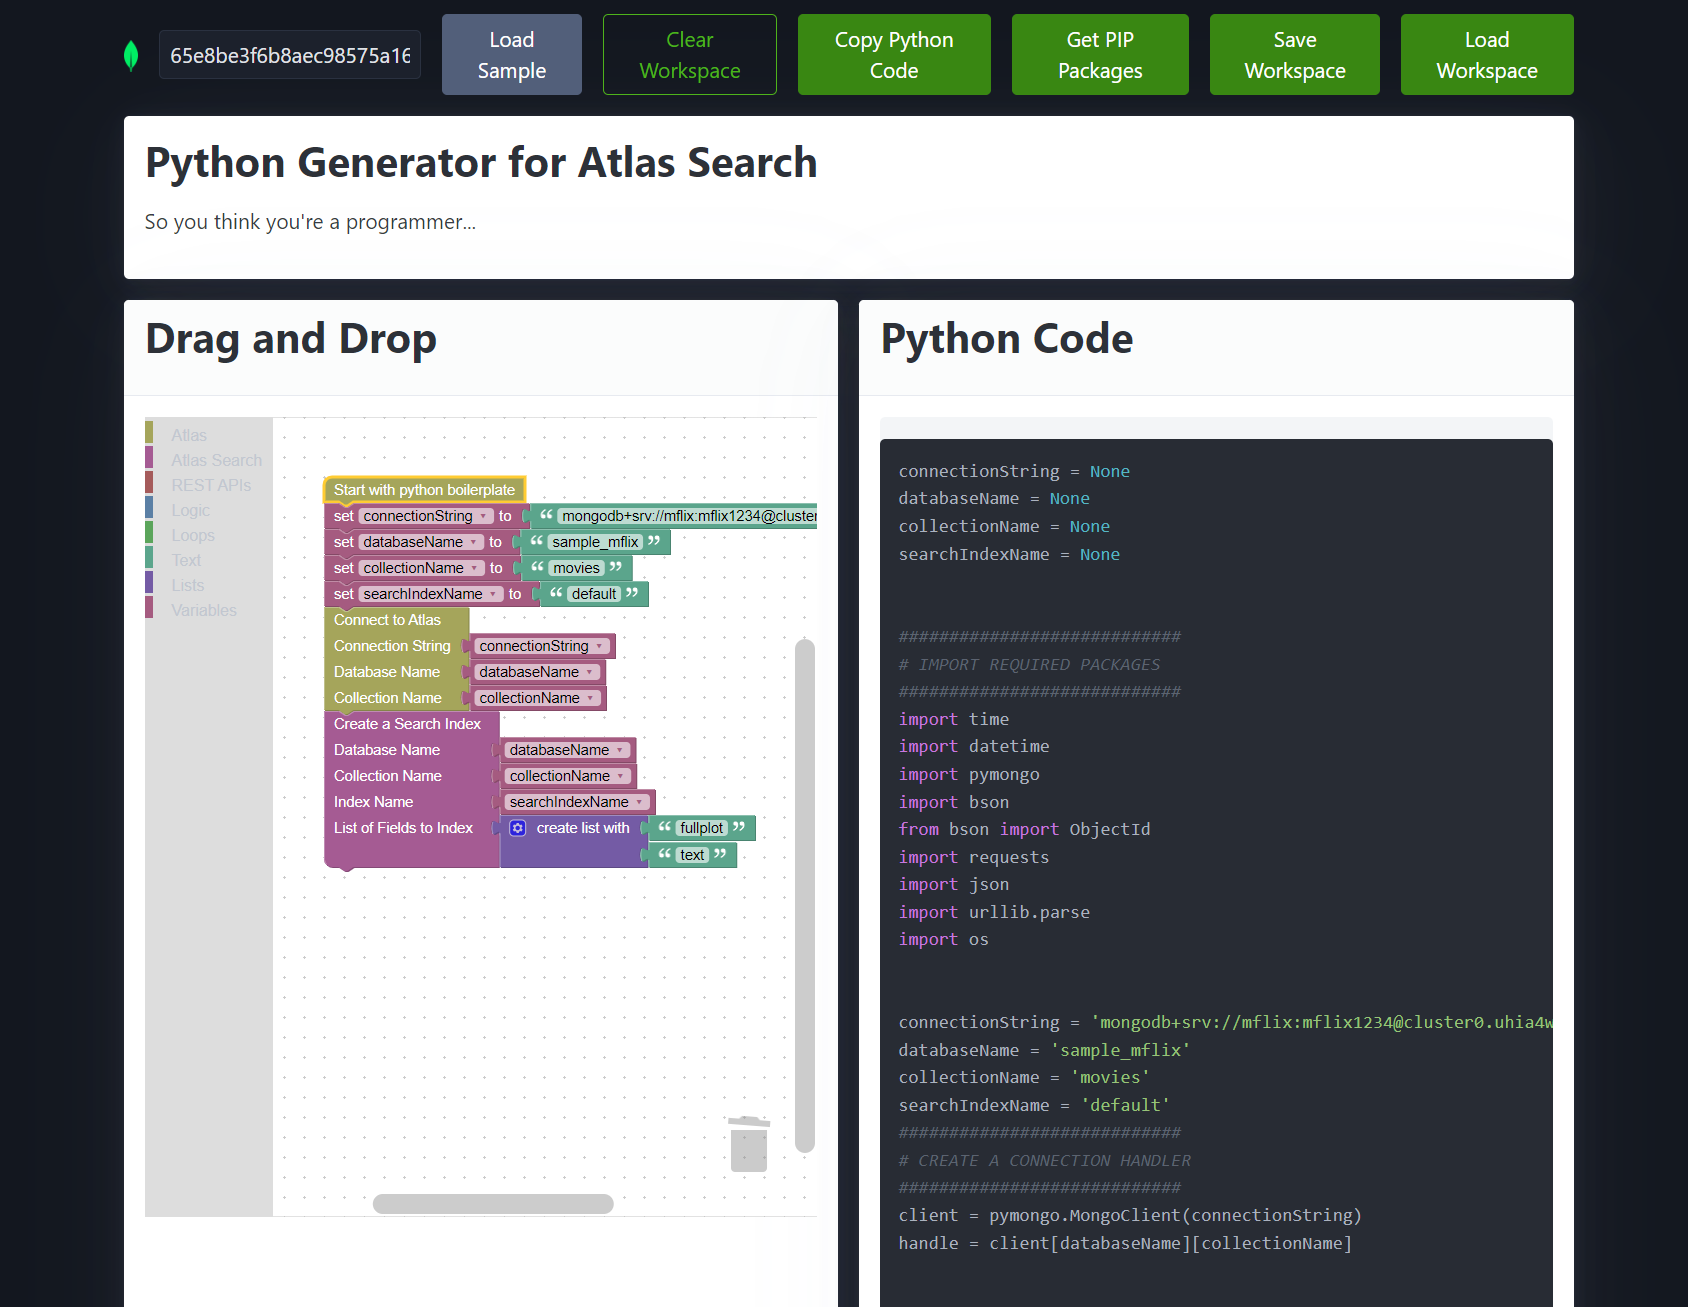 65e8be3f6b8aec98575a16
Load
Sample
Clear
Workspace
Copy Python
Code
Get PIP
Packages
Save
Workspace
Load
Workspace
Python Generator for Atlas Search
So you think you're a programmer...
Drag and Drop
Atlas
Atlas Search
REST APIs
Logic
Loops
Text
Lists
Variables
Start with python boilerplate
set connectionString to “ mongodb+srv://mflix:mflix1234@cluster
set databaseName to “ sample_mflix ”
set collectionName to “ movies ”
set searchIndexName to “ default ”
Connect to Atlas
Connection String connectionString
Database Name databaseName
Collection Name collectionName
Create a Search Index
Database Name databaseName
Collection Name collectionName
Index Name searchIndexName
List of Fields to Index create list with “ fullplot ”
“ text ”
Python Code
connectionString = None
databaseName = None
collectionName = None
searchIndexName = None
############################
# IMPORT REQUIRED PACKAGES
############################
import time
import datetime
import pymongo
import bson
from bson import ObjectId
import requests
import json
import urllib.parse
import os
connectionString = 'mongodb+srv://mflix:mflix1234@cluster0.uhia4w
databaseName = 'sample_mflix'
collectionName = 'movies'
searchIndexName = 'default'
############################
# CREATE A CONNECTION HANDLER
############################
client = pymongo.MongoClient(connectionString)
handle = client[databaseName][collectionName]